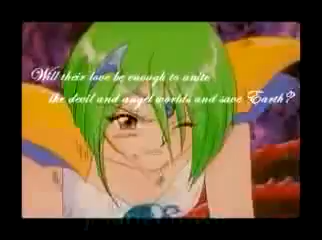 Will their love be enough to unite
the devil and angel worlds and save Earth?